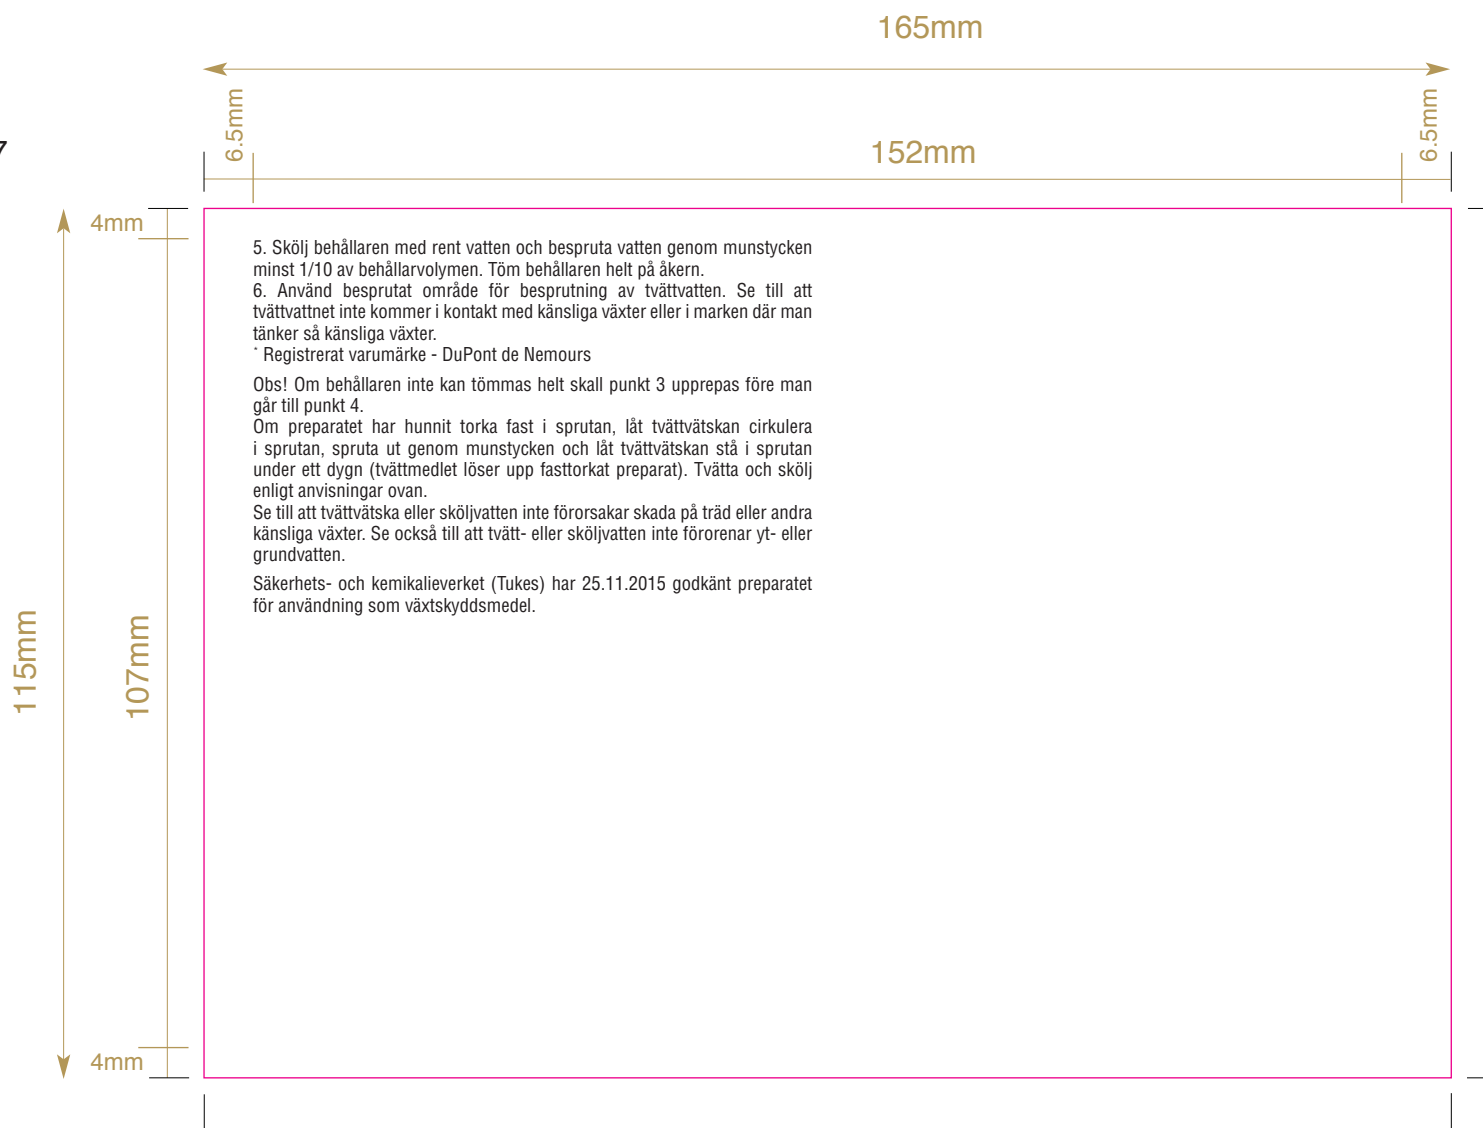 165mm
6.5mm
6.5mm
152mm
7
4mm
5. Skölj behållaren med rent vatten och bespruta vatten genom munstycken
minst 1/10 av behållarvolymen. Töm behållaren helt på åkern.
6. Använd besprutat område för besprutning av tvättvatten. Se till att
tvättvattnet inte kommer i kontakt med känsliga växter eller i marken där man
tänker så känsliga växter.
* Registrerat varumärke - DuPont de Nemours
Obs! Om behållaren inte kan tömmas helt skall punkt 3 upprepas före man
går till punkt 4.
Om preparatet har hunnit torka fast i sprutan, låt tvättvätskan cirkulera
i sprutan, spruta ut genom munstycken och låt tvättvätskan stå i sprutan
under ett dygn (tvättmedlet löser upp fasttorkat preparat). Tvätta och skölj
enligt anvisningar ovan.
Se till att tvättvätska eller sköljvatten inte förorsakar skada på träd eller andra
känsliga växter. Se också till att tvätt- eller sköljvatten inte förorenar yt- eller
grundvatten.
Säkerhets- och kemikalieverket (Tukes) har 25.11.2015 godkänt preparatet
för användning som växtskyddsmedel.
115mm
107mm
4mm